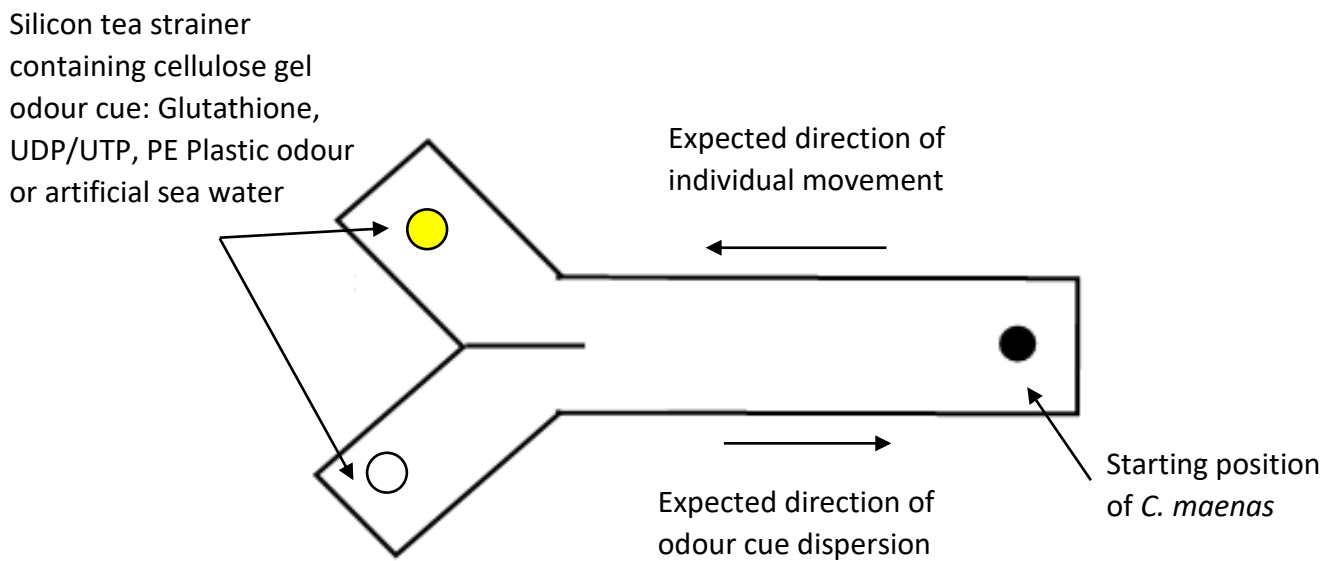 Silicon tea strainer
containing cellulose gel
odour cue: Glutathione,
UDP/UTP, PE Plastic odour
or artificial sea water
Expected direction of
individual movement
Expected direction of
odour cue dispersion
Starting position
of C. maenas